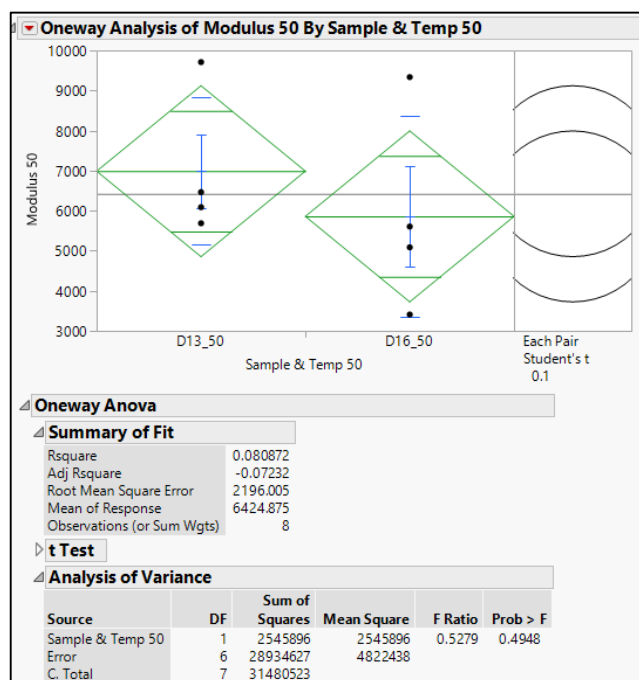 Oneway Analysis of Modulus 50 By Sample & Temp 50
10000
9000
8000
7000
6000
5000
4000
3000
Modulus 50
D13_50 D16_50
Sample & Temp 50
Each Pair
Student's t
0.1
Oneway Anova
Summary of Fit
Rsquare 0.080872
Adj Rsquare -0.07232
Root Mean Square Error 2196.005
Mean of Response 6424.875
Observations (or Sum Wgts) 8
t Test
Analysis of Variance
Sum of
Source DF Squares Mean Square F Ratio Prob > F
Sample & Temp 50 1 2545896 2545896 0.5279 0.4948
Error 6 28934627 4822438
C. Total 7 31480523